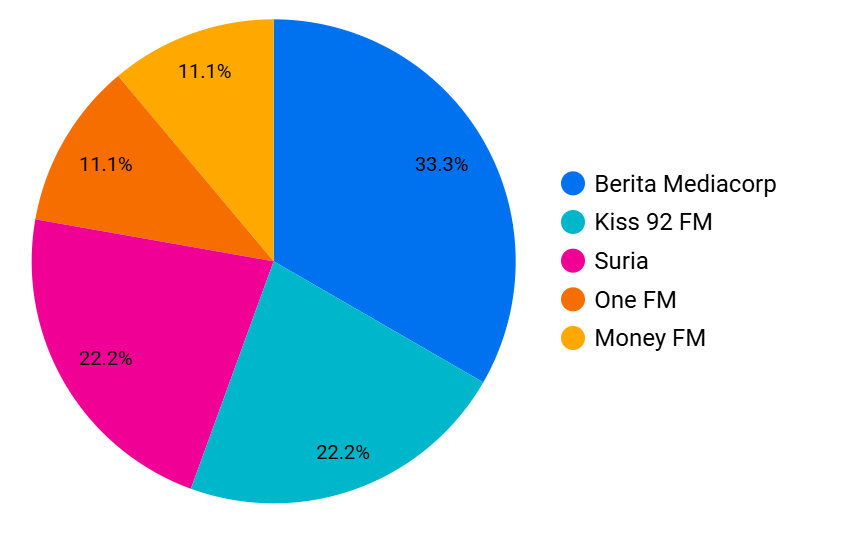 11.1%
11.1%
33.3%
22.2%
22.2%
Berita Mediacorp
Kiss 92 FM
Suria
One FM
Money FM